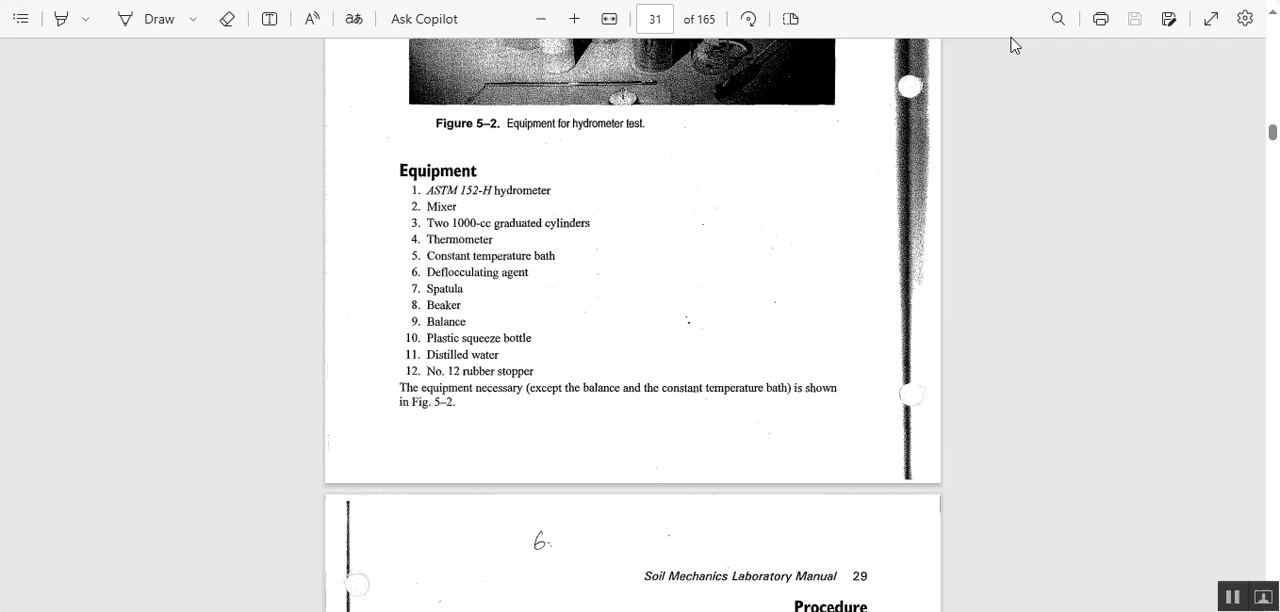 Draw
Ask Copilot
31 of 165
Figure 5–2. Equipment for hydrometer test.
Equipment
1. ASTM 152-H hydrometer
2. Mixer
3. Two 1000-cc graduated cylinders
4. Thermometer
5. Constant temperature bath
6. Deflocculating agent
7. Spatula
8. Beaker
9. Balance
10. Plastic squeeze bottle
11. Distilled water
12. No. 12 rubber stopper
The equipment necessary (except the balance and the constant temperature bath) is shown
in Fig. 5–2.
6.
Soil Mechanics Laboratory Manual 29
Procedure